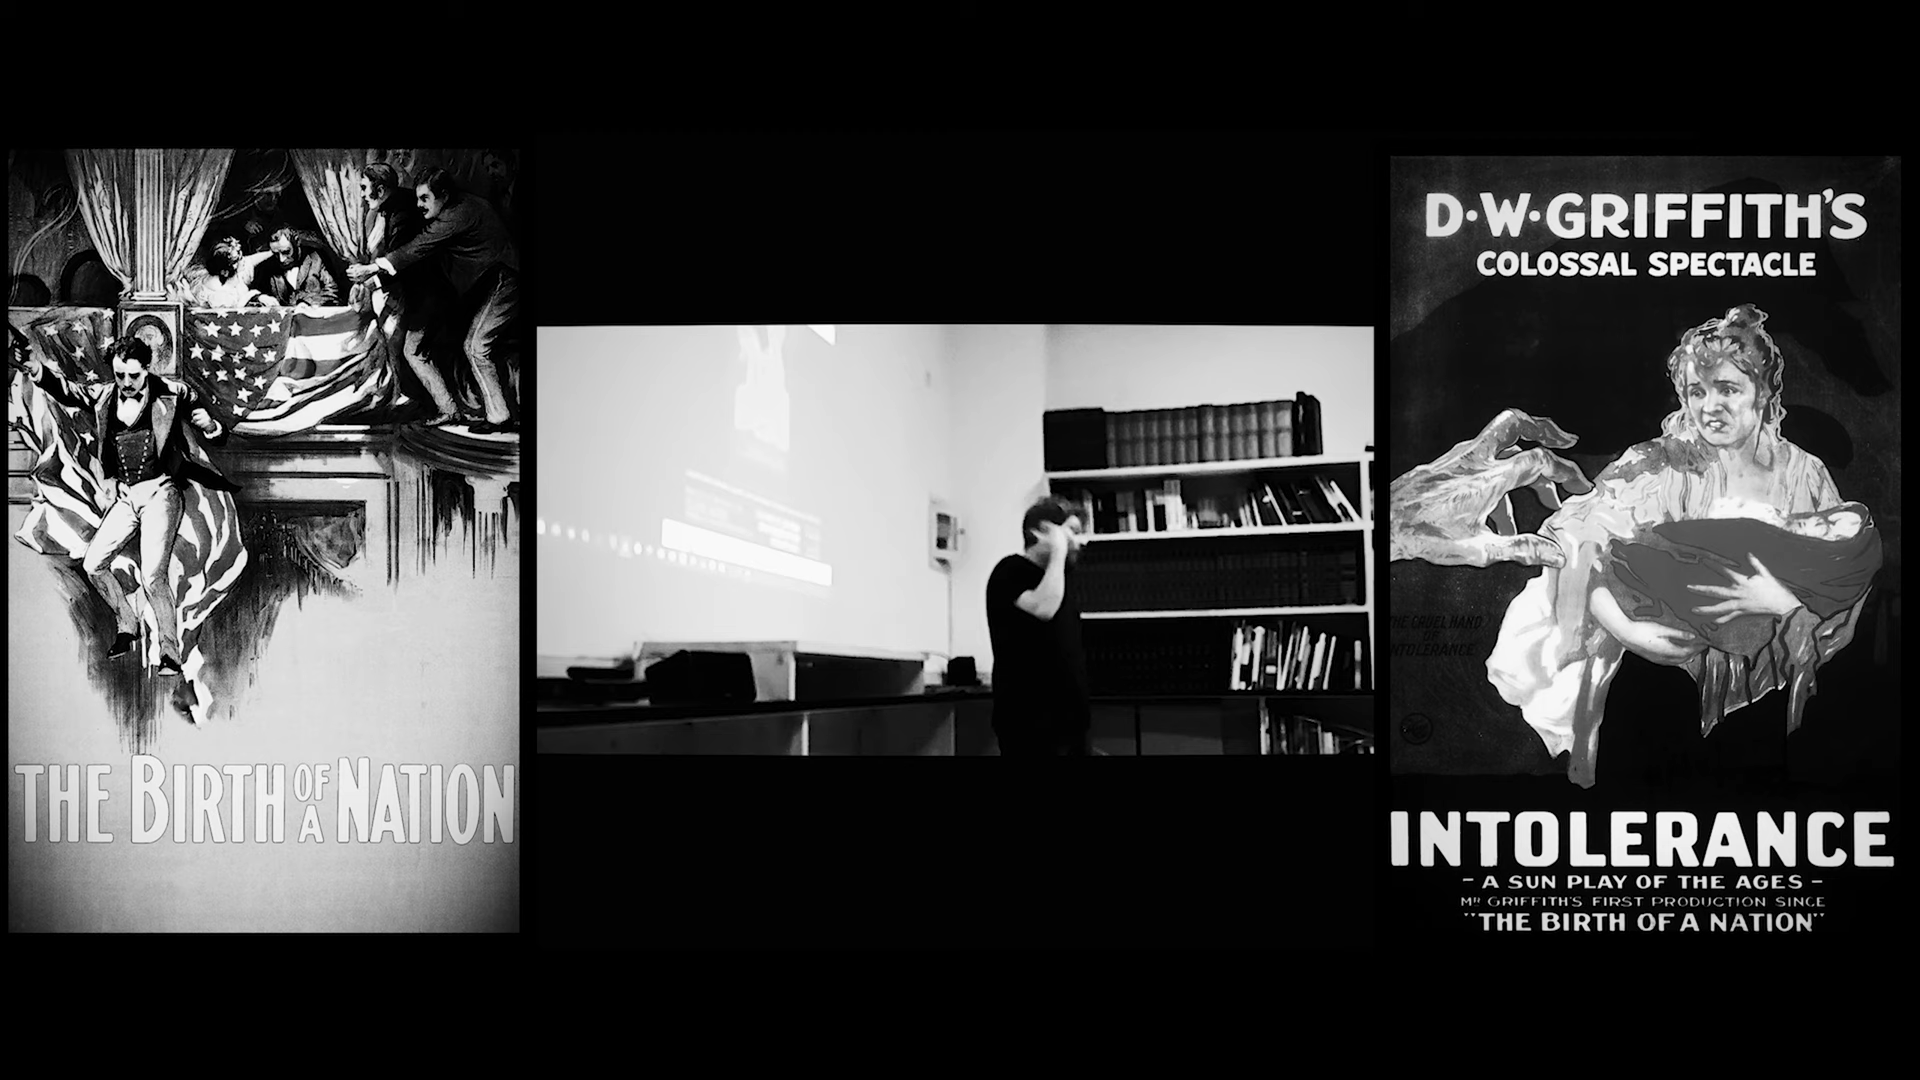 THE BIRTH OF A NATION
D·W·GRIFFITH'S
COLOSSAL SPECTACLE
THE CRUEL HAND
OF
INTOLERANCE
INTOLERANCE
- A SUN PLAY OF THE AGES -
MR GRIFFITH'S FIRST PRODUCTION SINCE
"THE BIRTH OF A NATION"